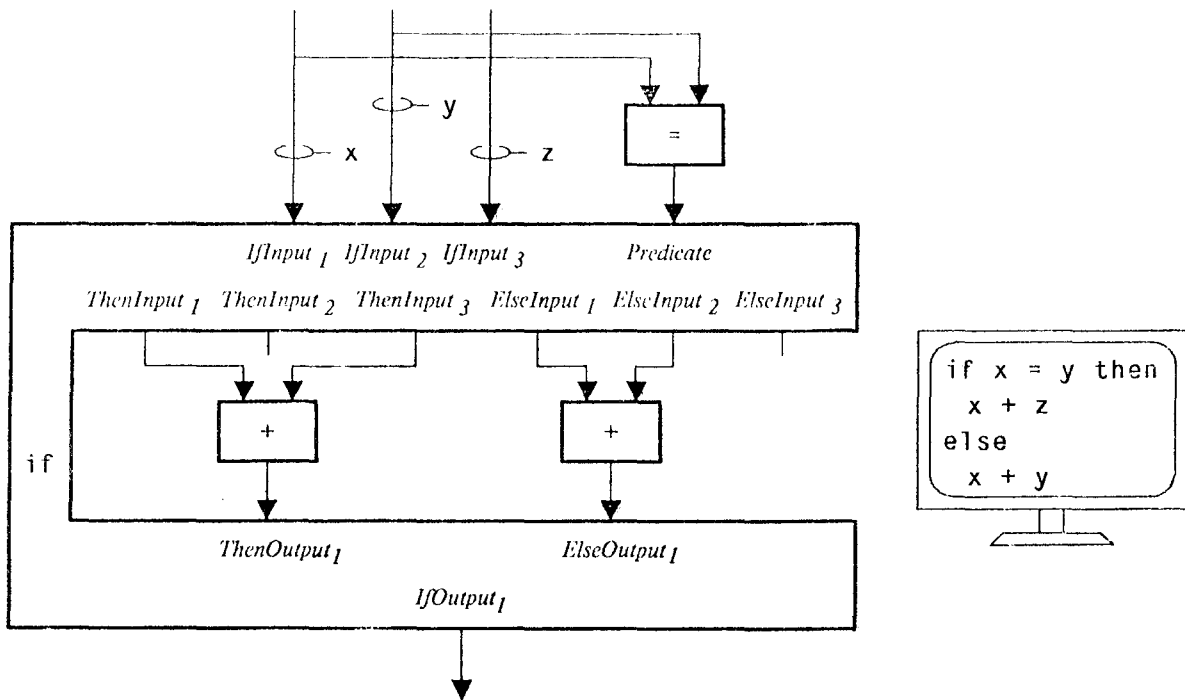 y
=
x
z
IfInput 1 IfInput 2 IfInput 3 Predicate
ThenInput 1 ThenInput 2 ThenInput 3 ElseInput 1 ElseInput 2 ElseInput 3
+
+
if
ThenOutput 1 ElseOutput 1
IfOutput 1
if x = y then
x + z
else
x + y